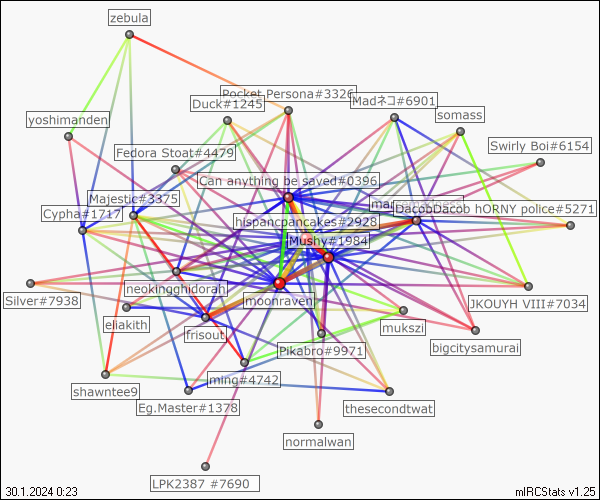 zebula
Pocket Persona#3326
Duck#1245
Madネコ#6901
somass
yoshimanden
Swirly Boi#6154
Fedora Stoat#4479
Can anything be saved#0396
Majestic#3375
DacobDacob hORNY police#5271
Cypha#1717
hispancpancakes#2928
Mushy#1984
neokingghidorah
moonraven
Silver#7938
JKOUYH VIII#7034
eliakith
frisout
mukszi
bigcitysamurai
Pikabro#9971
ming#4742
shawntee9
Eg.Master#1378
thesecondtwat
normalwan
LPK2387 #7690
30.1.2024 0:23
mIRCStats v1.25